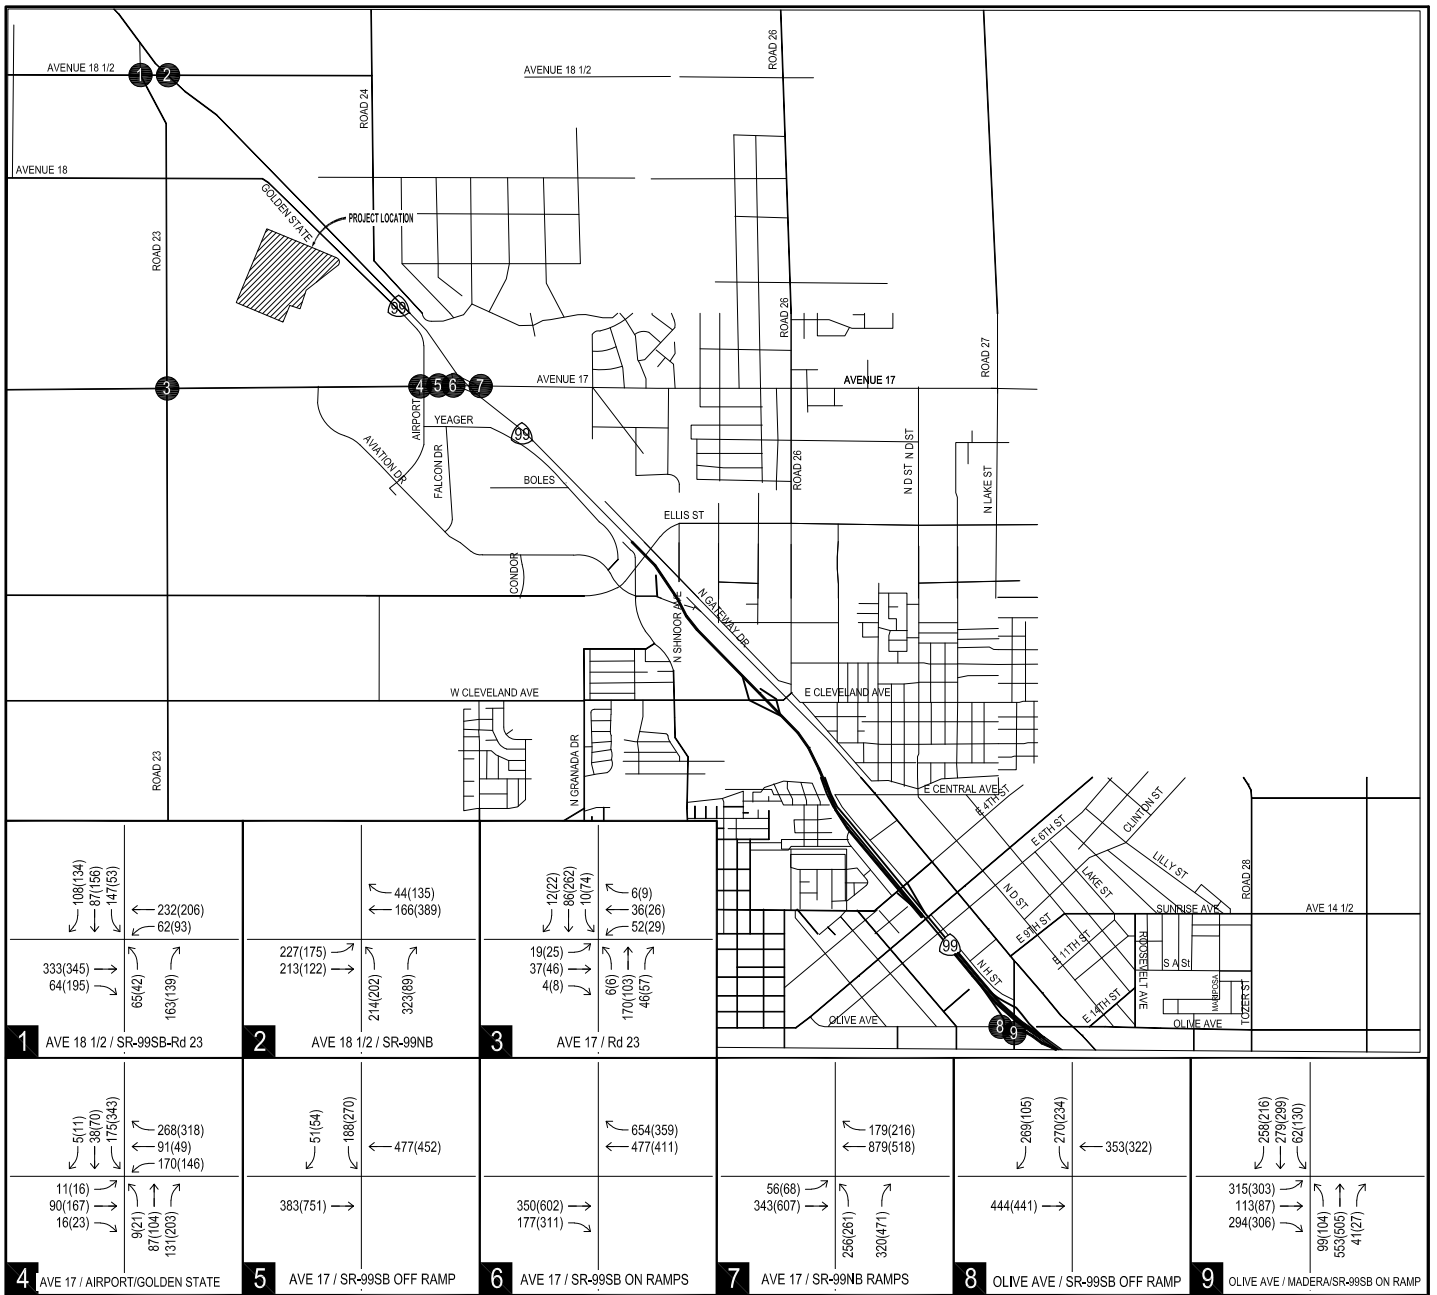 AVENUE 18 1/2
1
2
AVENUE 18 1/2
ROAD 26
ROAD 24
AVENUE 18
GOLDEN STATE
PROJECT LOCATION
ROAD 23
99
ROAD 26
ROAD 27
3
4
5
6
7
AVENUE 17
AVENUE 17
AIRPORT
YEAGER
99
AVIATION DR
FALCON DR
BOLES
ROAD 26
N D ST
N D ST
N LAKE ST
ELLIS ST
CONDOR
N SHNOOR AVE
N GATEWAY DR
W CLEVELAND AVE
E CLEVELAND AVE
ROAD 23
N GRANADA DR
E CENTRAL AVE
E 4TH ST
E 6TH ST
CLINTON ST
LILLY ST
LAKE ST
ROAD 28
N D ST
SUNRISE AVE
AVE 14 1/2
E 9TH ST
E 11TH ST
ROOSEVELT AVE
S A St
99
N H ST
MARIPOSA
TOZER ST
E 14TH ST
OLIVE AVE
8
9
OLIVE AVE
108(134)
87(156)
147(53)
232(206)
62(93)
333(345)
64(195)
65(42)
163(139)
1
AVE 18 1/2 / SR-99SB-Rd 23
44(135)
166(389)
227(175)
213(122)
214(202)
323(89)
2
AVE 18 1/2 / SR-99NB
12(22)
86(262)
10(74)
6(9)
36(26)
52(29)
19(25)
37(46)
4(8)
6(6)
170(103)
46(57)
3
AVE 17 / Rd 23
5(11)
38(70)
175(343)
268(318)
91(49)
170(146)
11(16)
90(167)
16(23)
9(21)
87(104)
131(203)
4
AVE 17 / AIRPORT/GOLDEN STATE
51(54)
188(270)
477(452)
383(751)
5
AVE 17 / SR-99SB OFF RAMP
654(359)
477(411)
350(602)
177(311)
6
AVE 17 / SR-99SB ON RAMPS
179(216)
879(518)
56(68)
343(607)
256(261)
320(471)
7
AVE 17 / SR-99NB RAMPS
269(105)
270(234)
353(322)
444(441)
8
OLIVE AVE / SR-99SB OFF RAMP
258(216)
279(299)
62(130)
315(303)
113(87)
294(306)
99(104)
553(505)
41(27)
9
OLIVE AVE / MADERA/SR-99SB ON RAMP